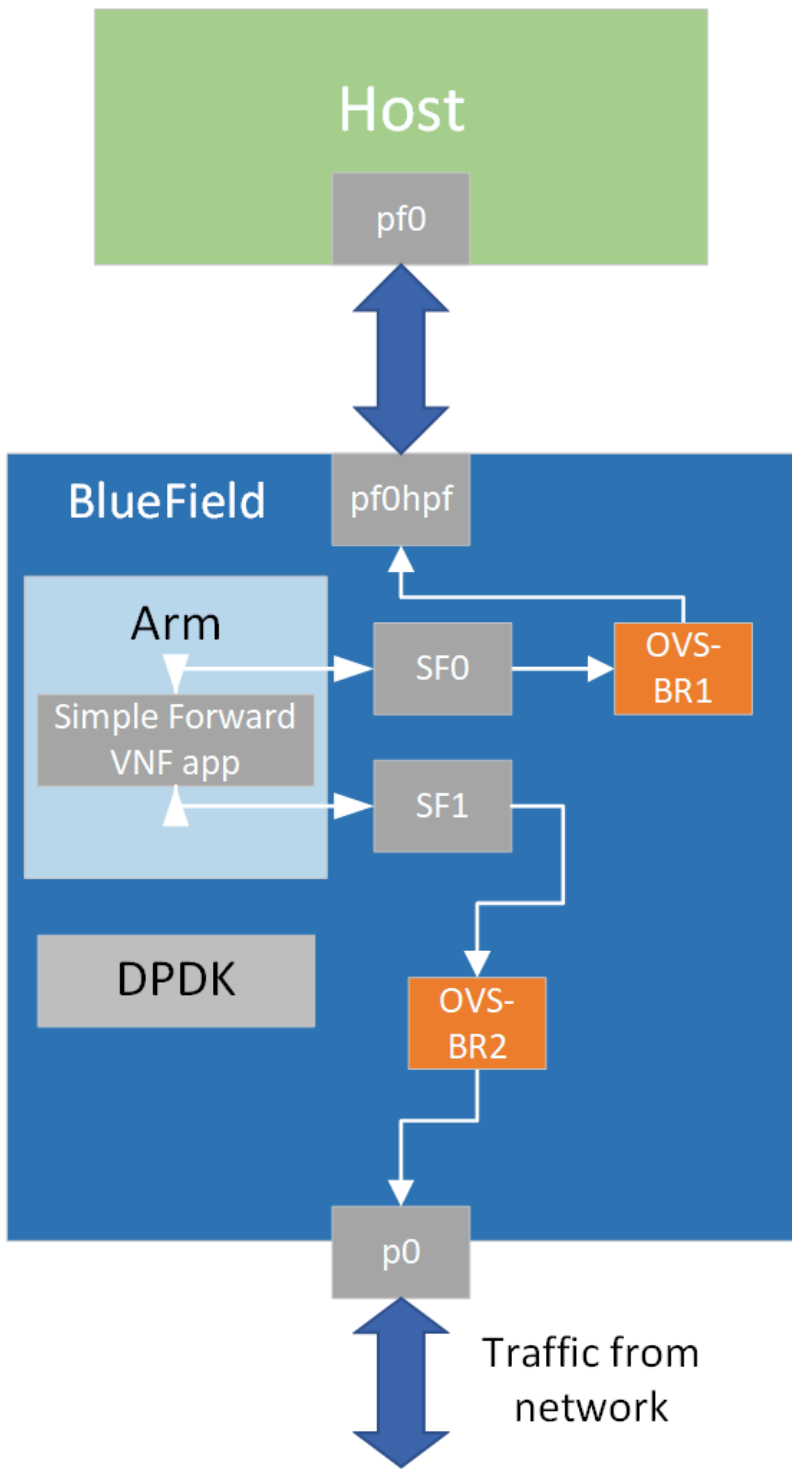 Host
pf0
BlueField
pf0hpf
Arm
SF0
OVS-
BR1
Simple Forward
VNF app
SF1
DPDK
OVS-
BR2
p0
Traffic from
network